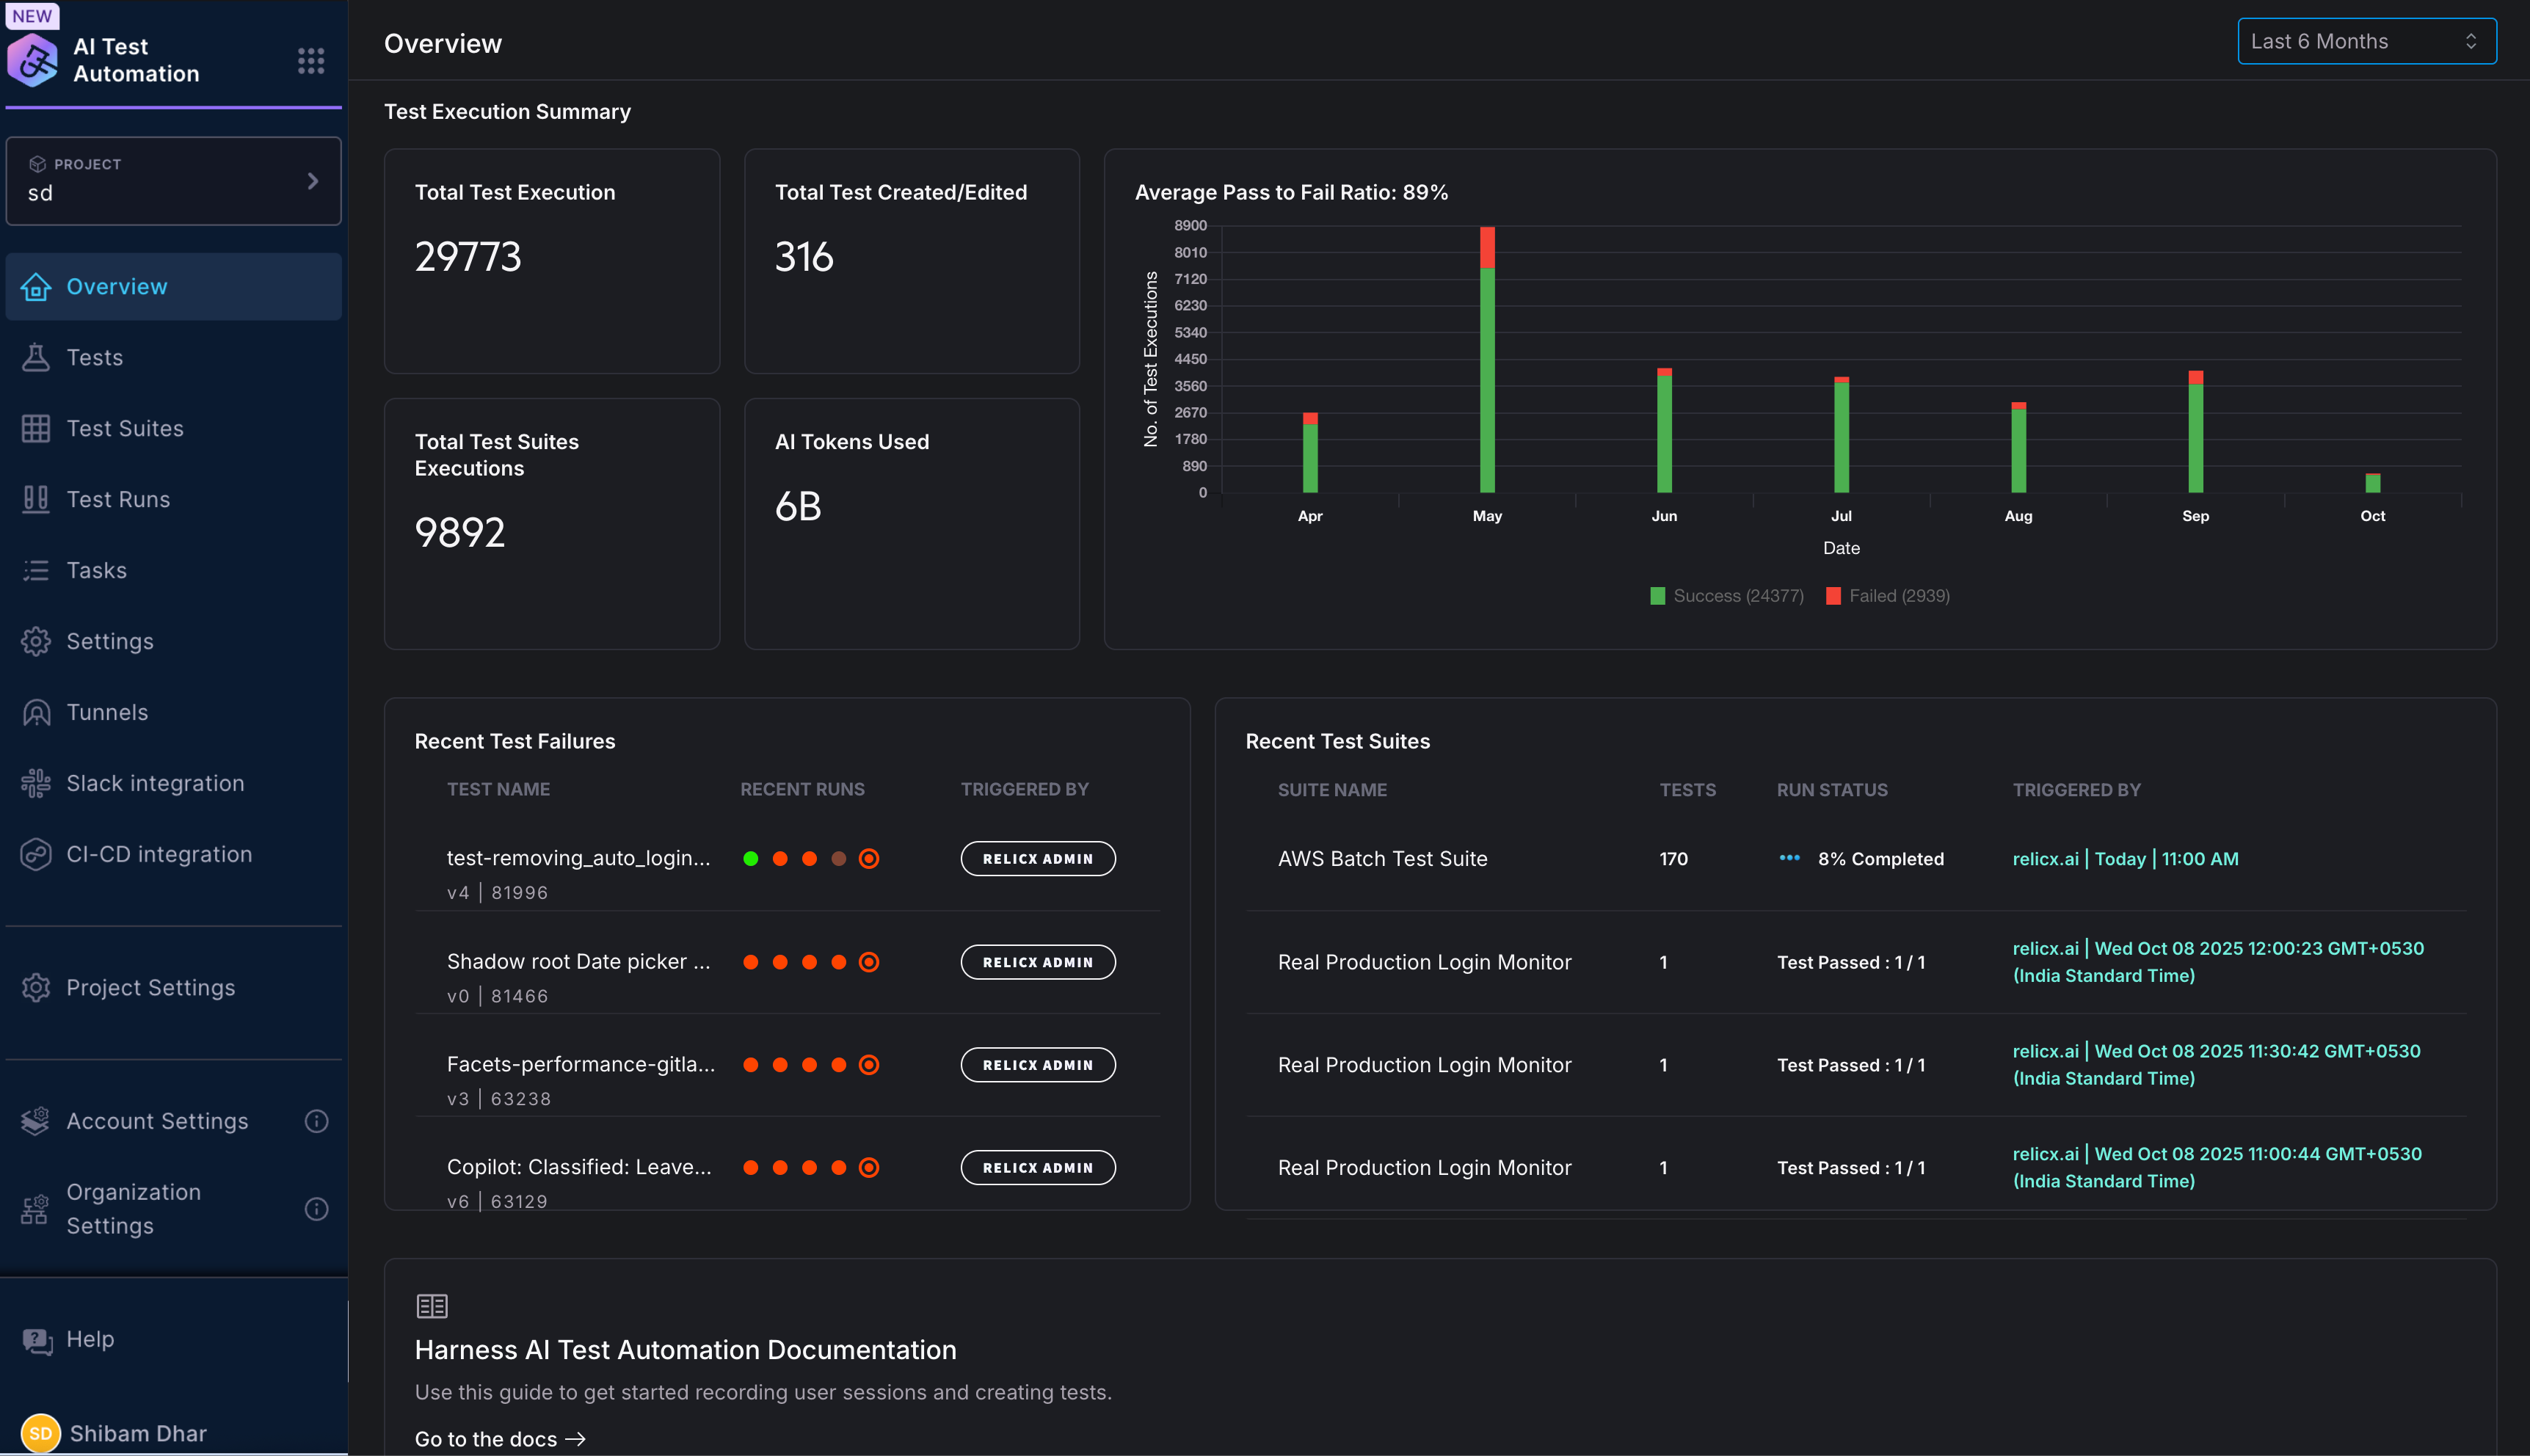 NEW
AI Test
Automation
PROJECT
sd
Overview
Tests
Test Suites
Test Runs
Tasks
Settings
Tunnels
Slack integration
CI-CD integration
Project Settings
Account Settings
Organization
Settings
Help
SD
Shibam Dhar
Overview
Last 6 Months
Test Execution Summary
Total Test Execution
29773
Total Test Created/Edited
316
Total Test Suites
Executions
9892
AI Tokens Used
6B
Average Pass to Fail Ratio: 89%
No. of Test Executions
8900
8010
7120
6230
5340
4450
3560
2670
1780
890
0
Apr May Jun Jul Aug Sep Oct
Date
Success (24377) Failed (2939)
Recent Test Failures
TEST NAME RECENT RUNS TRIGGERED BY
test-removing_auto_login... RELICX ADMIN
v4 | 81996
Shadow root Date picker ... RELICX ADMIN
v0 | 81466
Facets-performance-gitla... RELICX ADMIN
v3 | 63238
Copilot: Classified: Leave... RELICX ADMIN
v6 | 63129
Recent Test Suites
SUITE NAME TESTS RUN STATUS TRIGGERED BY
AWS Batch Test Suite 170 8% Completed relicx.ai | Today | 11:00 AM
Real Production Login Monitor 1 Test Passed : 1 / 1 relicx.ai | Wed Oct 08 2025 12:00:23 GMT+0530
(India Standard Time)
Real Production Login Monitor 1 Test Passed : 1 / 1 relicx.ai | Wed Oct 08 2025 11:30:42 GMT+0530
(India Standard Time)
Real Production Login Monitor 1 Test Passed : 1 / 1 relicx.ai | Wed Oct 08 2025 11:00:44 GMT+0530
(India Standard Time)
Harness AI Test Automation Documentation
Use this guide to get started recording user sessions and creating tests.
Go to the docs →